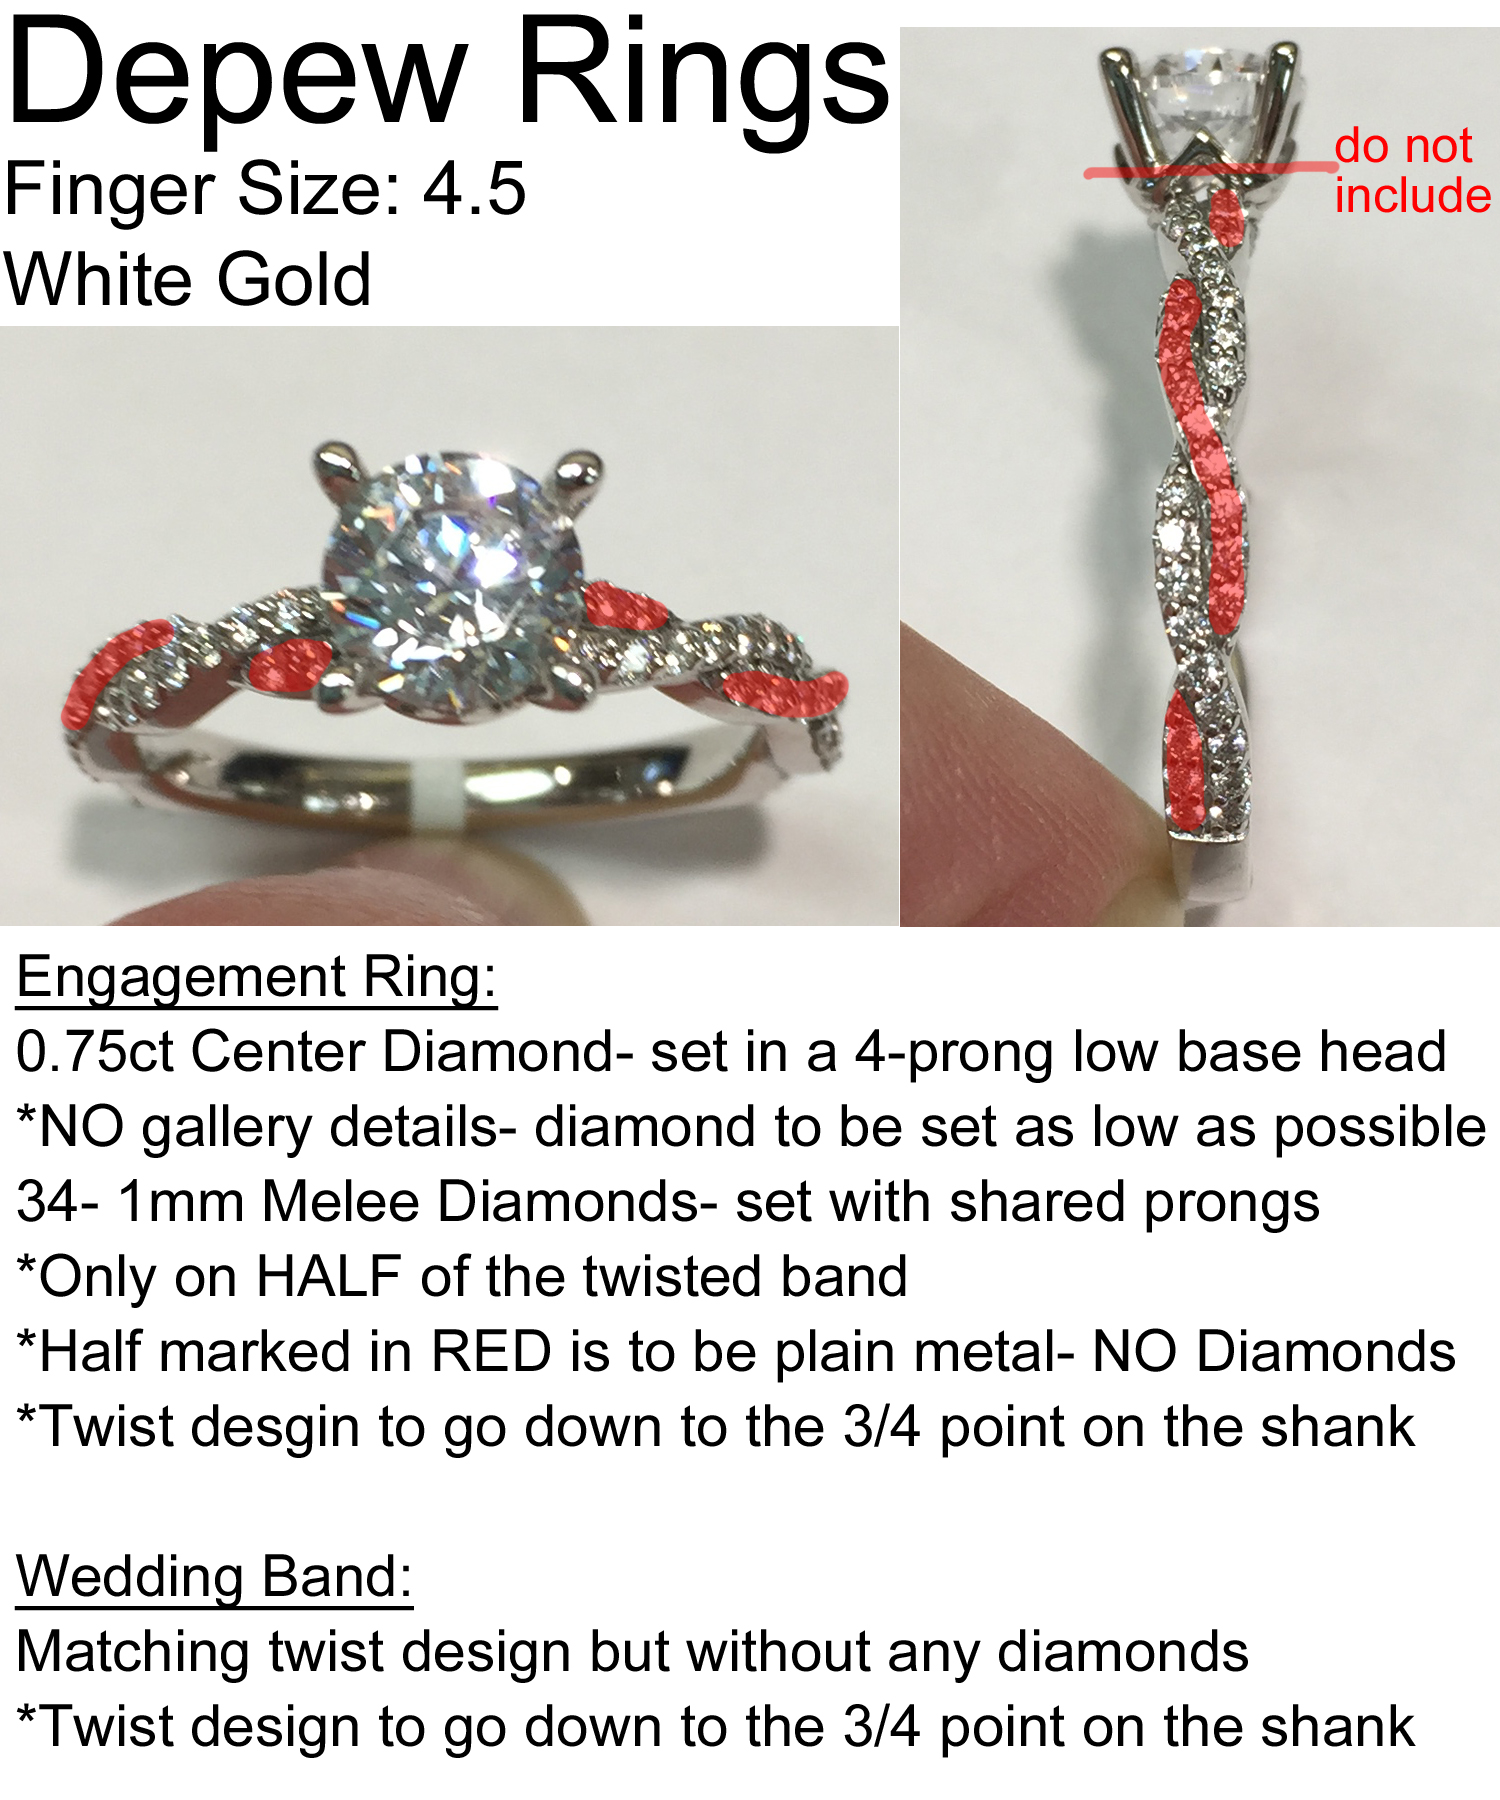 Depew Rings
Finger Size: 4.5
White Gold
do not
include
Engagement Ring:
0.75ct Center Diamond- set in a 4-prong low base head
*NO gallery details- diamond to be set as low as possible
34- 1mm Melee Diamonds- set with shared prongs
*Only on HALF of the twisted band
*Half marked in RED is to be plain metal- NO Diamonds
*Twist desgin to go down to the 3/4 point on the shank
Wedding Band:
Matching twist design but without any diamonds
*Twist design to go down to the 3/4 point on the shank